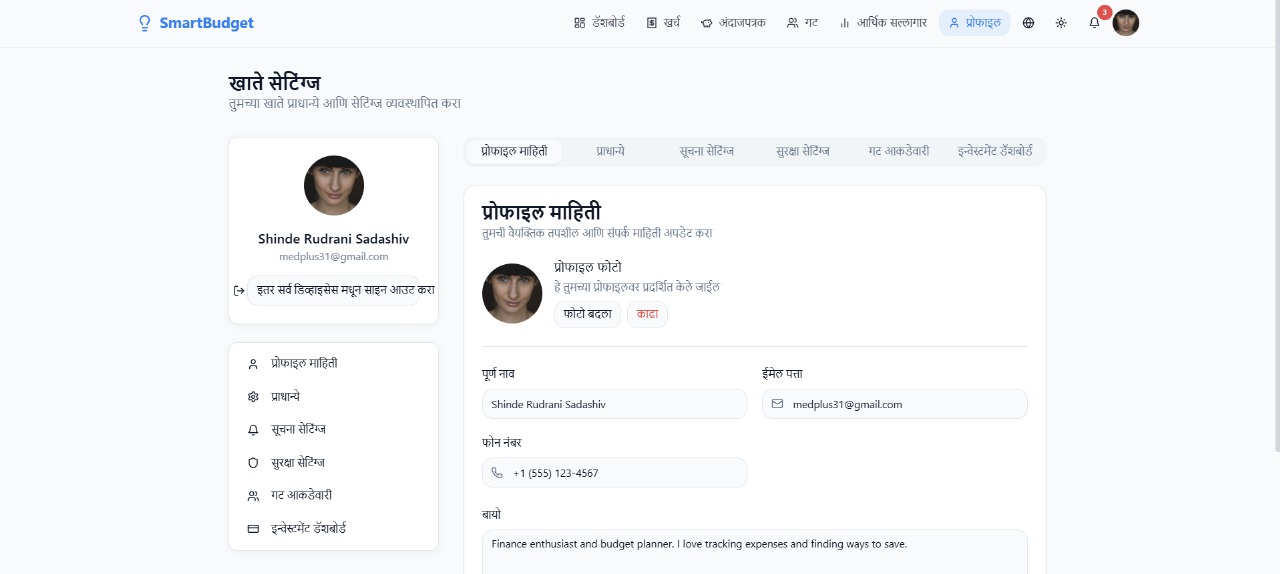 SmartBudget
डॅशबोर्ड खर्च अंदाजपत्रक गट आर्थिक सल्लागार प्रोफाइल 3
खाते सेटिंग्ज
तुमच्या खाते प्राधान्ये आणि सेटिंग्ज व्यवस्थापित करा
Shinde Rudrani Sadashiv
medplus31@gmail.com
इतर सर्व डिव्हाइसेस मधून साइन आउट करा
प्रोफाइल माहिती
प्राधान्ये
सूचना सेटिंग्ज
सुरक्षा सेटिंग्ज
गट आकडेवारी
इन्वेस्टमेंट डॅशबोर्ड
प्रोफाइल माहिती प्राधान्ये सूचना सेटिंग्ज सुरक्षा सेटिंग्ज गट आकडेवारी इन्वेस्टमेंट डॅशबोर्ड
प्रोफाइल माहिती
तुमची वैयक्तिक तपशील आणि संपर्क माहिती अपडेट करा
प्रोफाइल फोटो
हे तुमच्या प्रोफाइलवर प्रदर्शित केले जाईल
फोटो बदला काढा
पूर्ण नाव ईमेल पत्ता
Shinde Rudrani Sadashiv medplus31@gmail.com
फोन नंबर
+1 (555) 123-4567
बायो
Finance enthusiast and budget planner. I love tracking expenses and finding ways to save.